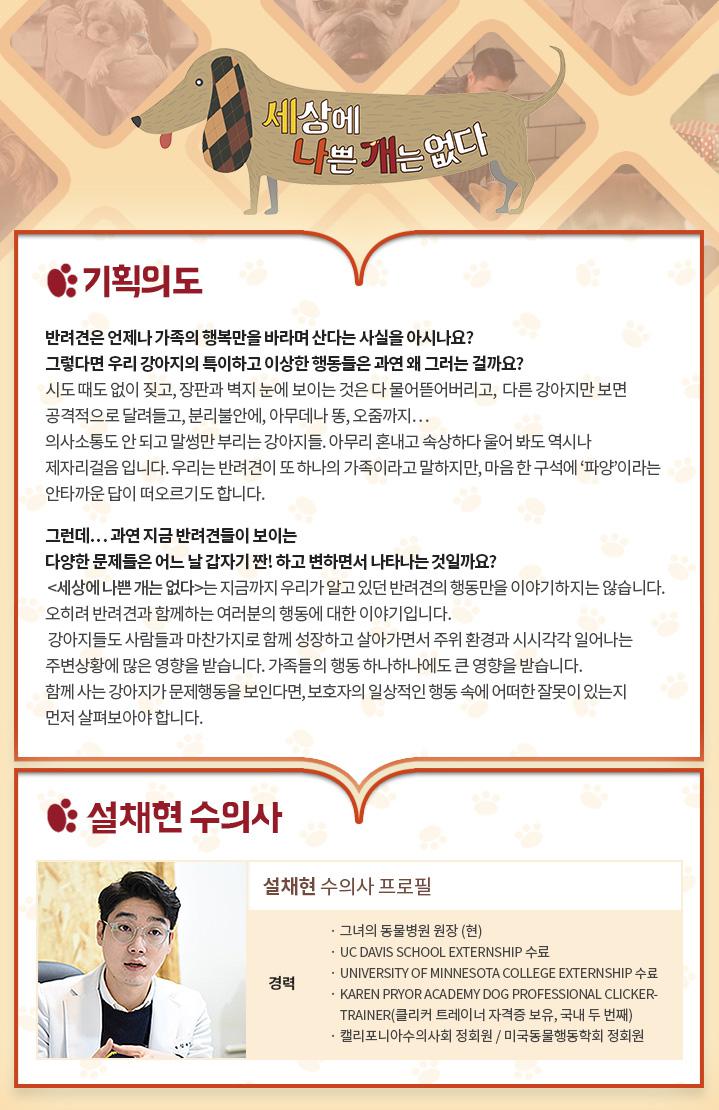 세상에
나쁜 개는 없다
기획의도
반려견은 언제나 가족의 행복만을 바라며 산다는 사실을 아시나요?
그렇다면 우리 강아지의 특이하고 이상한 행동들은 과연 왜 그러는 걸까요?
시도 때도 없이 짖고, 장판과 벽지 눈에 보이는 것은 다 물어뜯어버리고, 다른 강아지만 보면
공격적으로 달려들고, 분리불안에, 아무데나 똥, 오줌까지…
의사소통도 안 되고 말썽만 부리는 강아지들. 아무리 혼내고 속상하다 울어 봐도 역시나
제자리걸음 입니다. 우리는 반려견이 또 하나의 가족이라고 말하지만, 마음 한 구석에 ‘파양’이라는
안타까운 답이 떠오르기도 합니다.
그런데… 과연 지금 반려견들이 보이는
다양한 문제들은 어느 날 갑자기 짠! 하고 변하면서 나타나는 것일까요?
<세상에 나쁜 개는 없다>는 지금까지 우리가 알고 있던 반려견의 행동만을 이야기하지는 않습니다.
오히려 반려견과 함께하는 여러분의 행동에 대한 이야기입니다.
강아지들도 사람들과 마찬가지로 함께 성장하고 살아가면서 주위 환경과 시시각각 일어나는
주변상황에 많은 영향을 받습니다. 가족들의 행동 하나하나에도 큰 영향을 받습니다.
함께 사는 강아지가 문제행동을 보인다면, 보호자의 일상적인 행동 속에 어떠한 잘못이 있는지
먼저 살펴보아야 합니다.
설채현 수의사
설채현 수의사 프로필
경력
· 그녀의 동물병원 원장 (현)
· UC DAVIS SCHOOL EXTERNSHIP 수료
· UNIVERSITY OF MINNESOTA COLLEGE EXTERNSHIP 수료
· KAREN PRYOR ACADEMY DOG PROFESSIONAL CLICKER-
TRAINER(클리커 트레이너 자격증 보유, 국내 두 번째)
· 캘리포니아수의사회 정회원 / 미국동물행동학회 정회원